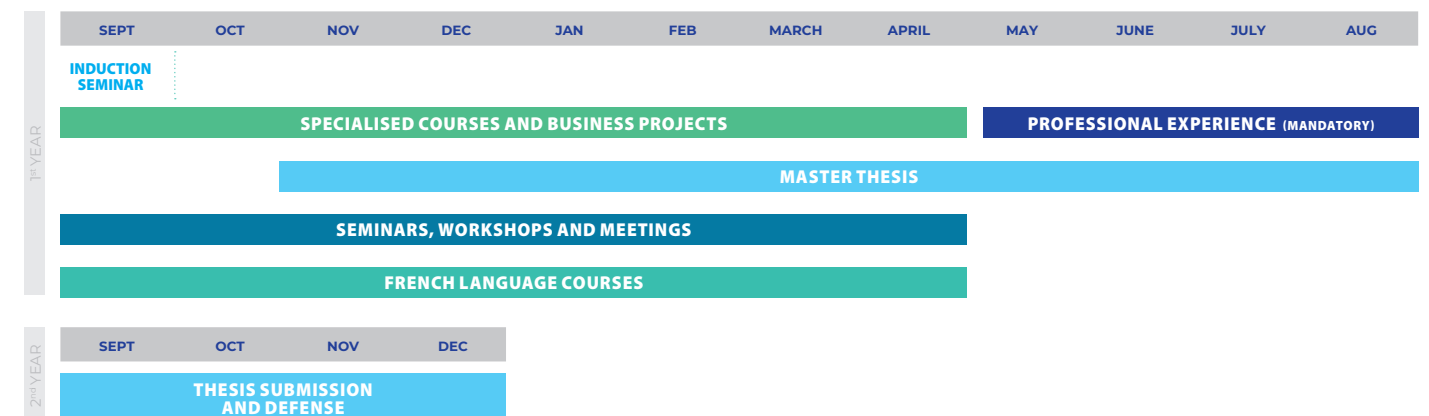 SEPT OCT NOV DEC JAN FEB MARCH APRIL MAY JUNE JULY AUG
INDUCTION
SEMINAR
1st YEAR
SPECIALISED COURSES AND BUSINESS PROJECTS PROFESSIONAL EXPERIENCE (MANDATORY)
MASTER THESIS
SEMINARS, WORKSHOPS AND MEETINGS
FRENCH LANGUAGE COURSES
2nd YEAR
SEPT OCT NOV DEC
THESIS SUBMISSION
AND DEFENSE